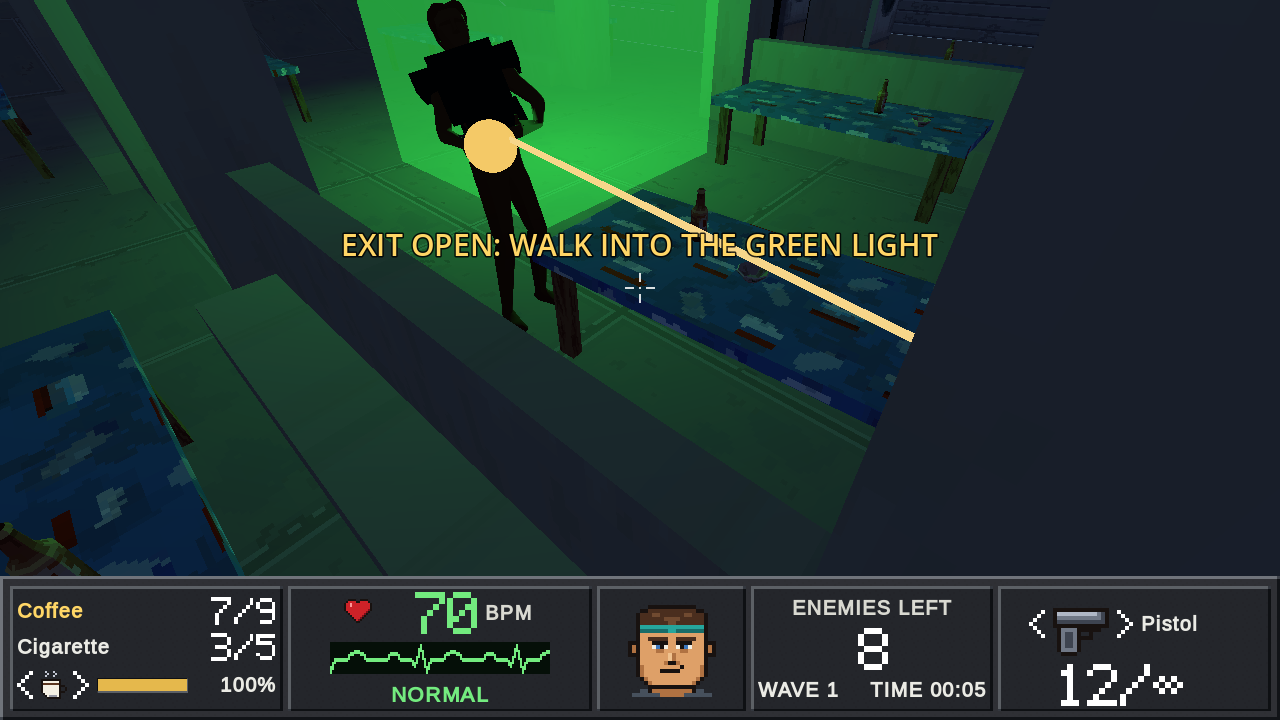 EXIT OPEN: WALK INTO THE GREEN LIGHT
Coffee 7/9
Cigarette 3/5
100%
70 BPM
NORMAL
ENEMIES LEFT
8
WAVE 1 TIME 00:05
Pistol
12/∞